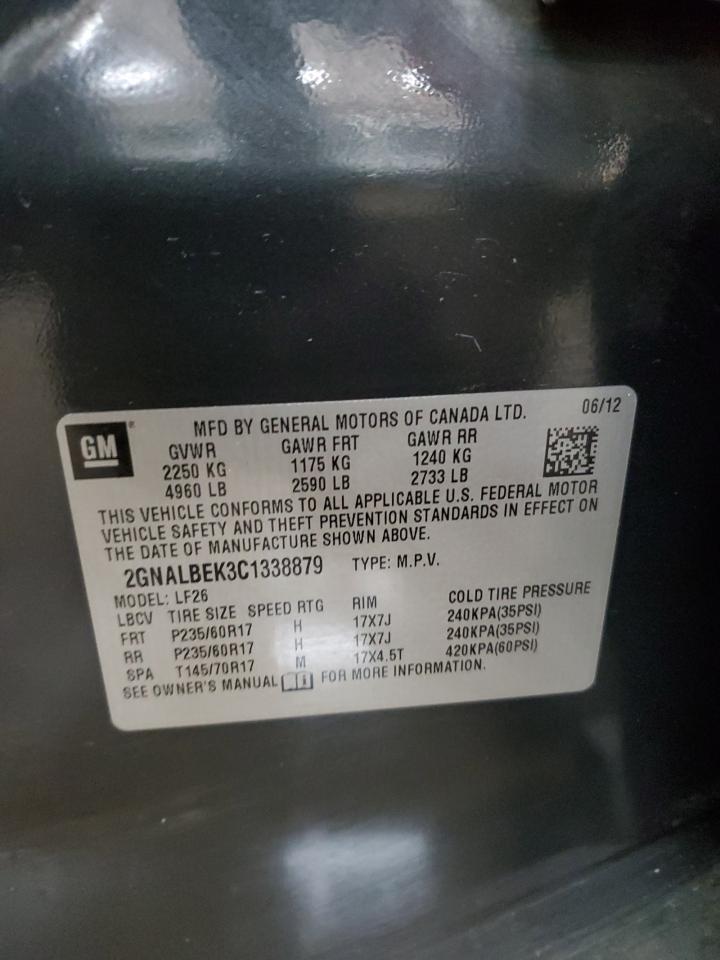 GM
MFD BY GENERAL MOTORS OF CANADA LTD. 06/12
GVWR GAWR FRT GAWR RR
2250 KG 1175 KG 1240 KG
4960 LB 2590 LB 2733 LB
THIS VEHICLE CONFORMS TO ALL APPLICABLE U.S. FEDERAL MOTOR
VEHICLE SAFETY AND THEFT PREVENTION STANDARDS IN EFFECT ON
THE DATE OF MANUFACTURE SHOWN ABOVE.
2GNALBEK3C1338879 TYPE: M.P.V.
MODEL: LF26
LBCV TIRE SIZE SPEED RTG RIM COLD TIRE PRESSURE
FRT P235/60R17 H 17X7J 240KPA(35PSI)
RR P235/60R17 H 17X7J 240KPA(35PSI)
SPA T145/70R17 M 17X4.5T 420KPA(60PSI)
SEE OWNER'S MANUAL FOR MORE INFORMATION.